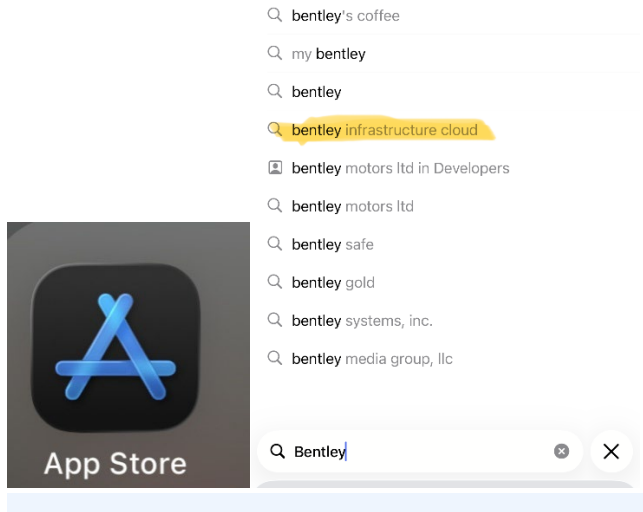 bentley's coffee
my bentley
bentley
bentley infrastructure cloud
bentley motors ltd in Developers
bentley motors ltd
bentley safe
bentley gold
bentley systems, inc.
bentley media group, llc
Bentley
App Store